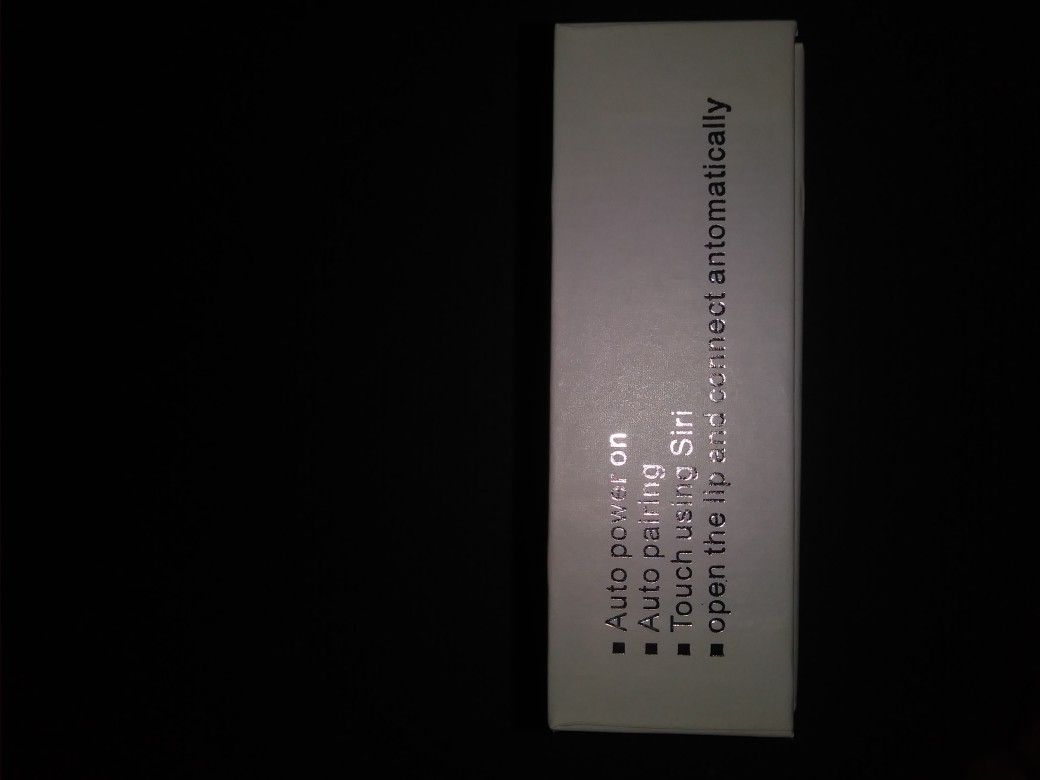 ▪ Auto power on
▪ Auto pairing
▪ Touch using Siri
▪ open the lip and connect antomatically